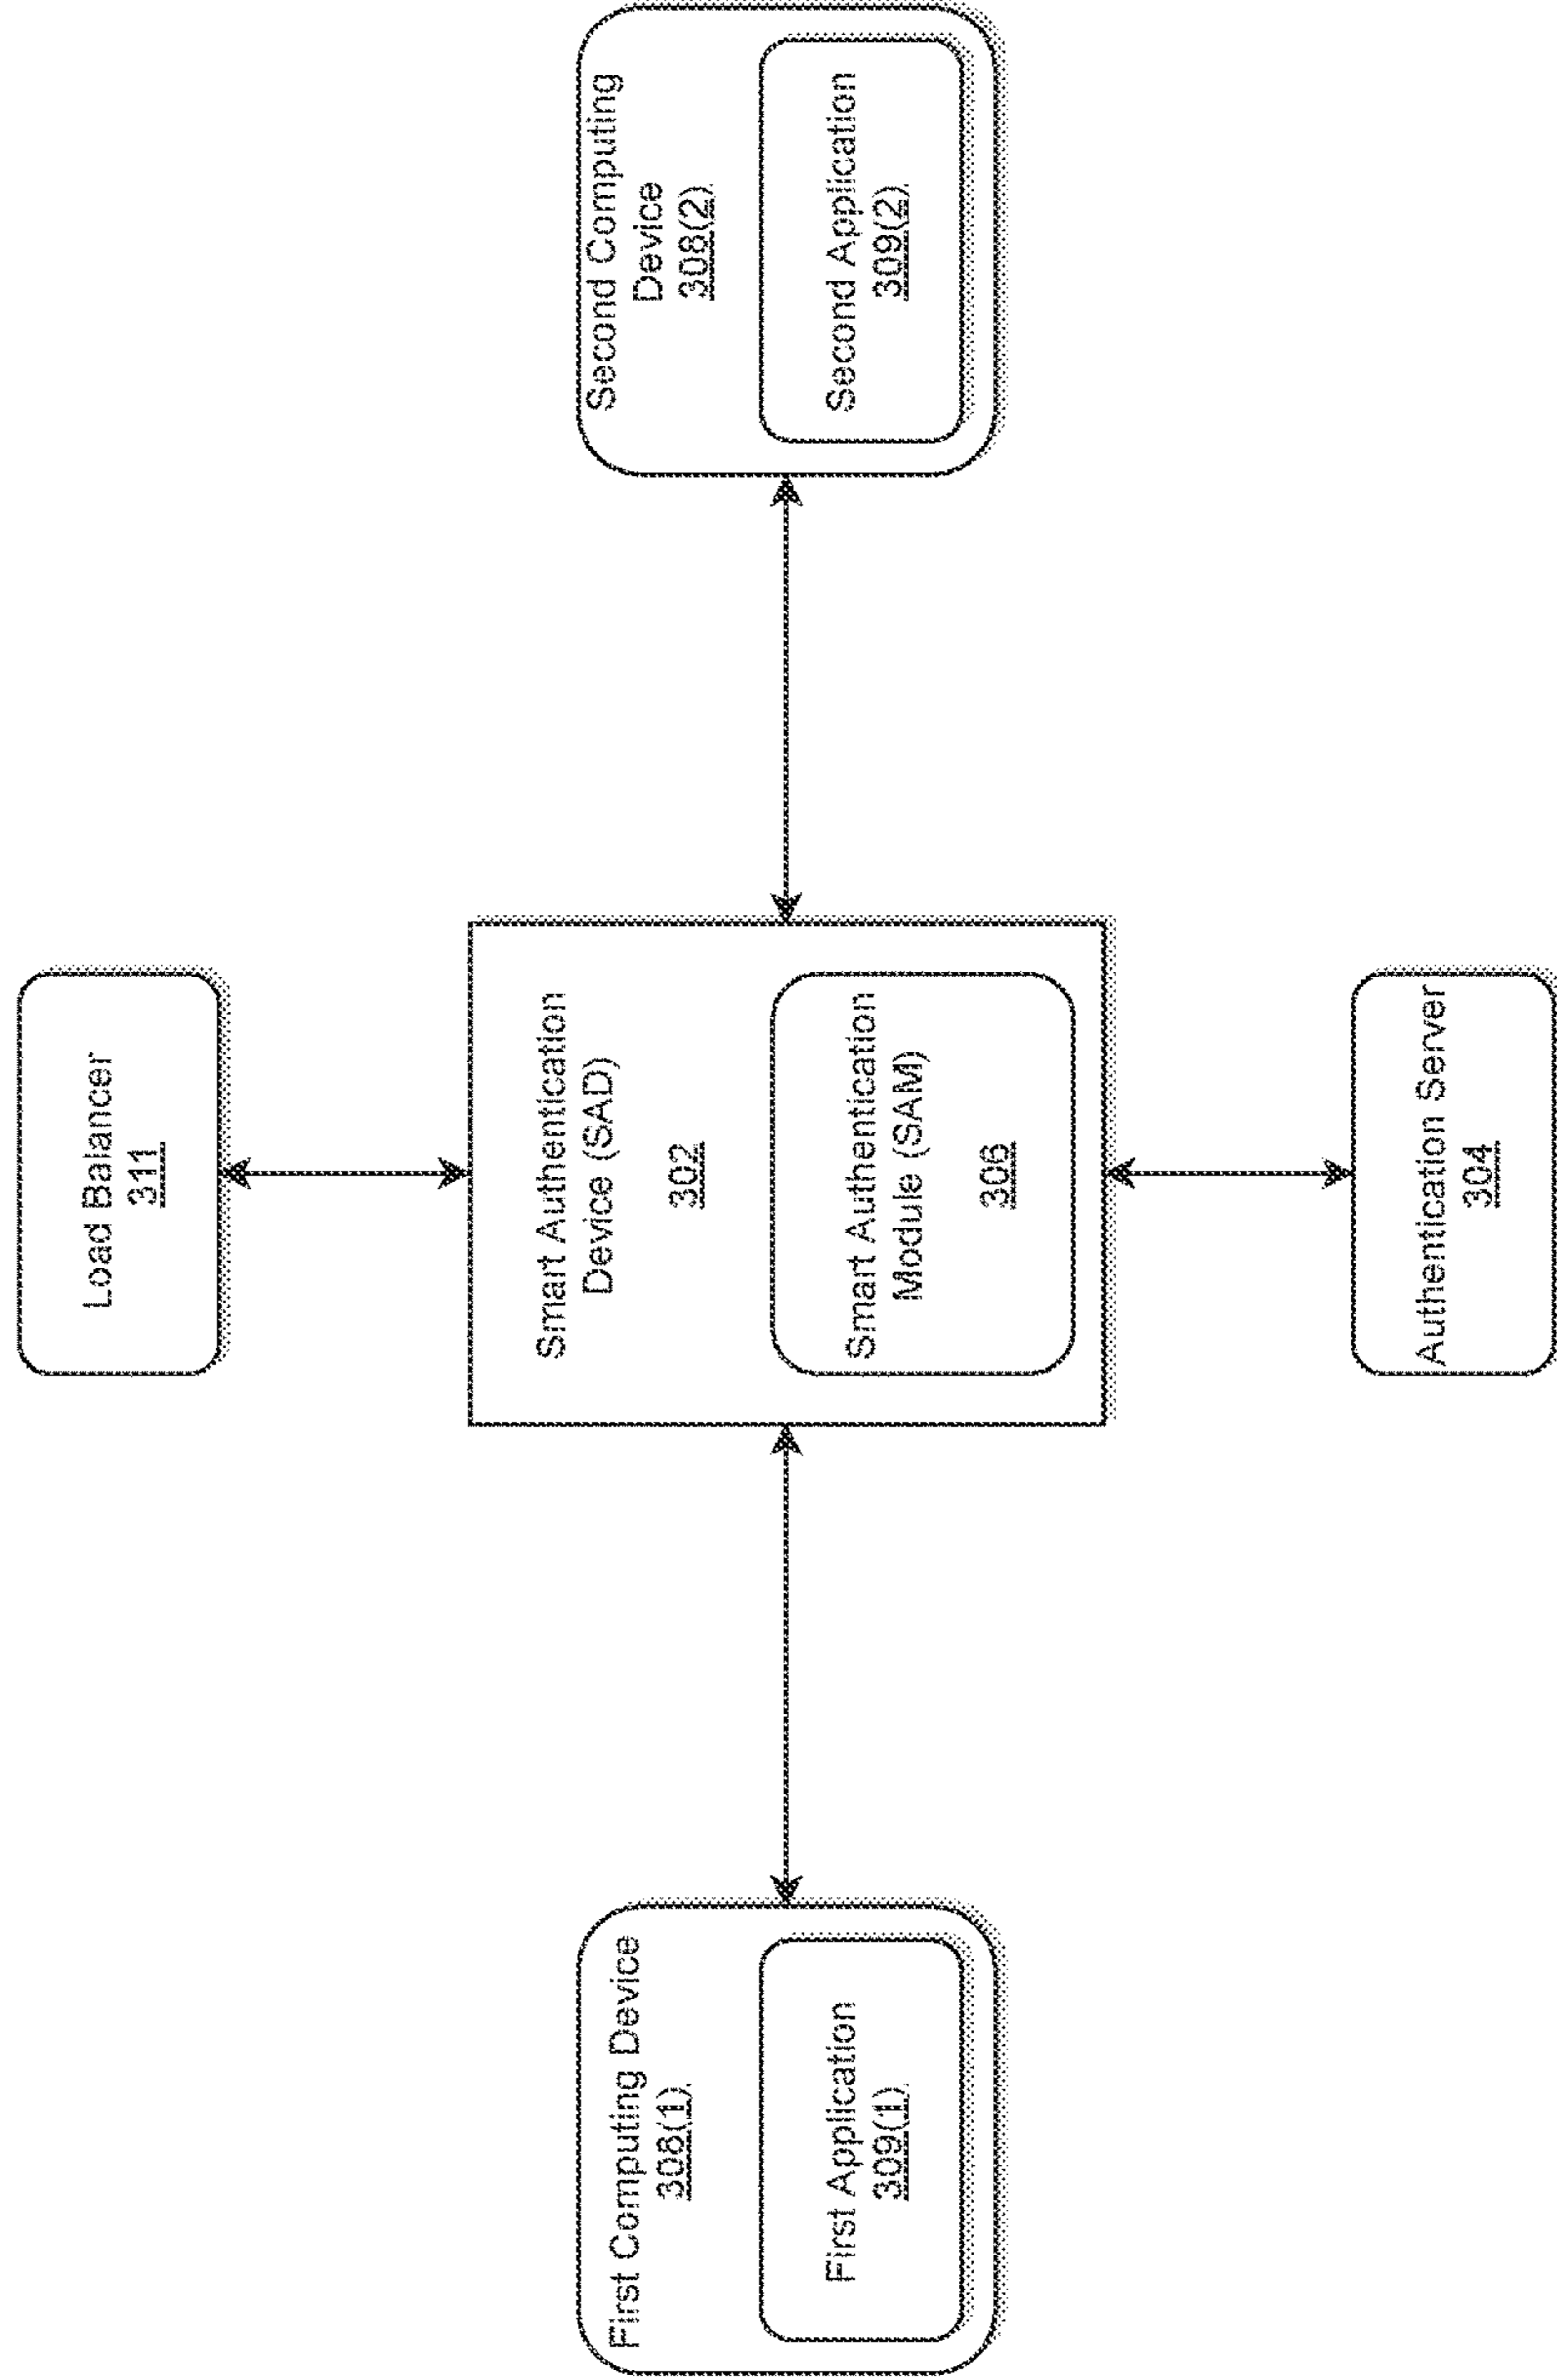 Load Balancer
311
First Computing Device
308(1)
First Application
309(1)
Smart Authentication
Device (SAD)
302
Smart Authentication
Module (SAM)
306
Second Computing
Device
308(2)
Second Application
309(2)
Authentication Server
304